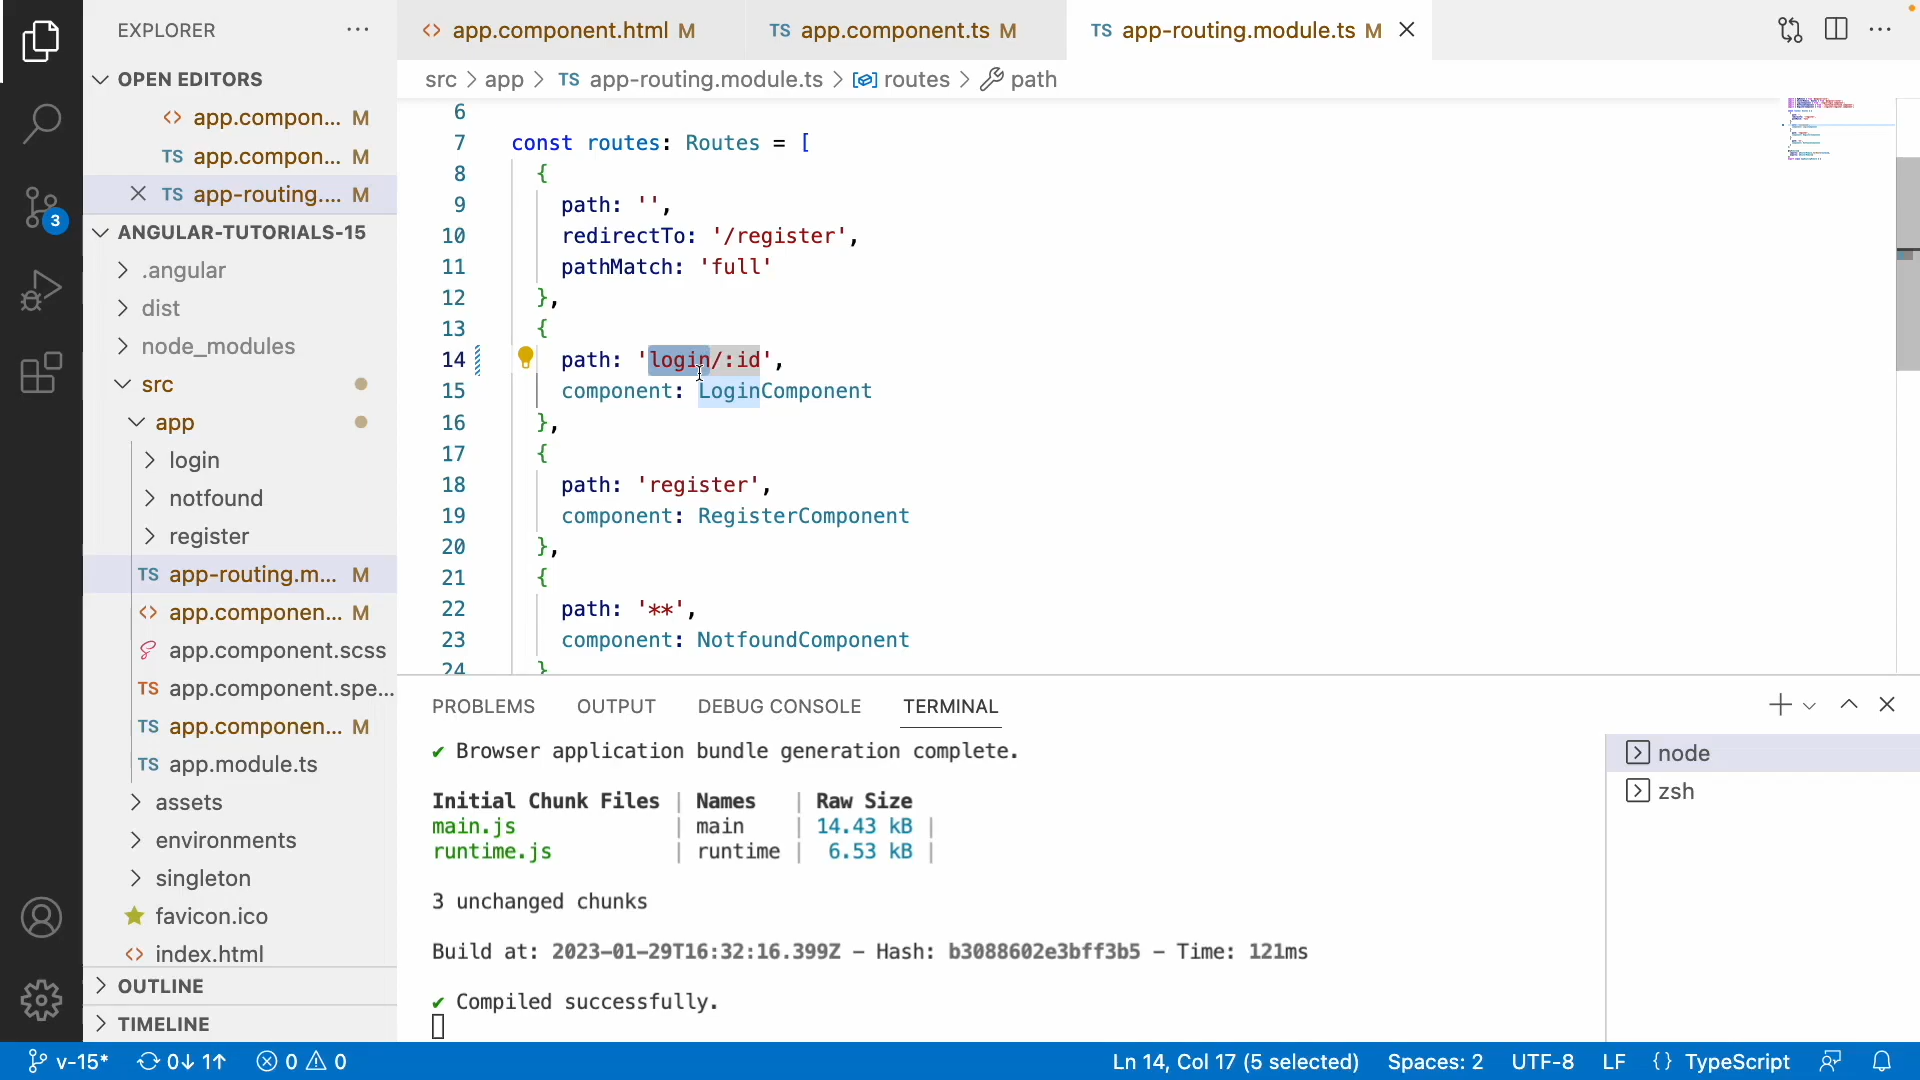 EXPLORER
OPEN EDITORS
<> app.compon... M
TS app.compon... M
TS app-routing.... M
ANGULAR-TUTORIALS-15
.angular
dist
node_modules
src
app
login
notfound
register
TS app-routing.m... M
<> app.componen... M
app.component.scss
TS app.component.spe...
TS app.componen... M
TS app.module.ts
assets
environments
singleton
favicon.ico
<> index.html
OUTLINE
TIMELINE
3
<> app.component.html M
TS app.component.ts M
TS app-routing.module.ts M
src > app > TS app-routing.module.ts > routes > path
6
7 const routes: Routes = [
8 {
9 path: '',
10 redirectTo: '/register',
11 pathMatch: 'full'
12 },
13 {
14 path: 'login/:id',
15 component: LoginComponent
16 },
17 {
18 path: 'register',
19 component: RegisterComponent
20 },
21 {
22 path: '**',
23 component: NotfoundComponent
24 }
PROBLEMS OUTPUT DEBUG CONSOLE TERMINAL
✔ Browser application bundle generation complete.
Initial Chunk Files | Names | Raw Size
main.js | main | 14.43 kB |
runtime.js | runtime | 6.53 kB |
3 unchanged chunks
Build at: 2023-01-29T16:32:16.399Z - Hash: b3088602e3bff3b5 - Time: 121ms
✔ Compiled successfully.
node
zsh
v-15* 0↓ 1↑ 0 0 Ln 14, Col 17 (5 selected) Spaces: 2 UTF-8 LF {} TypeScript